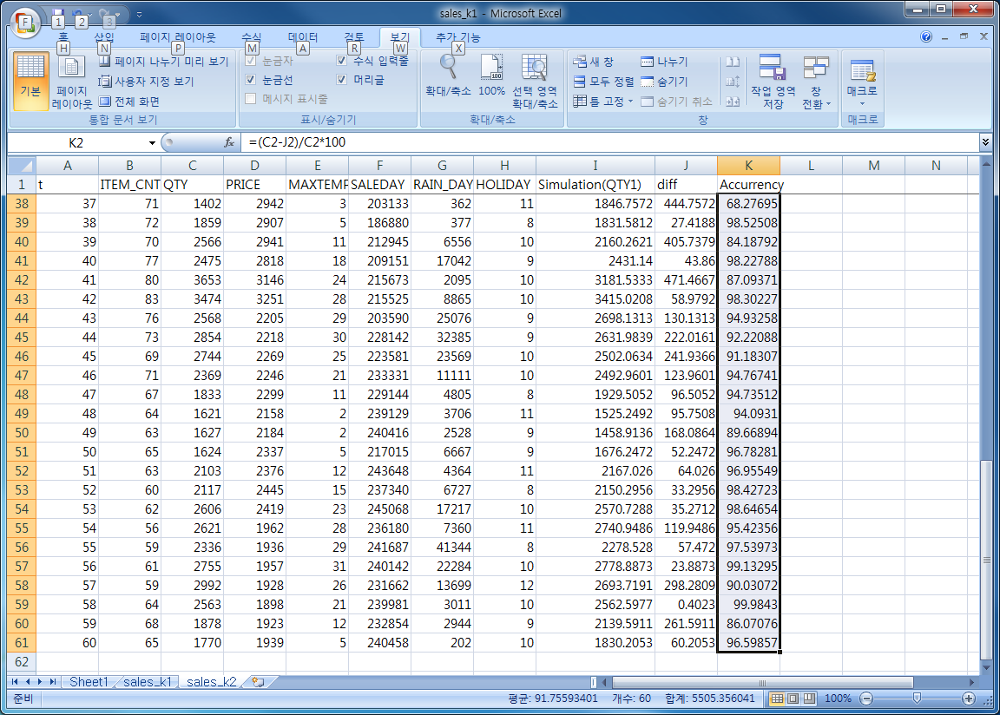 sales_k1 - Microsoft Excel
F 1 2 3
홈 삽입 페이지 레이아웃 수식 데이터 검토 보기 추가 기능
H N P M A R W X
기본 페이지 레이아웃 페이지 나누기 미리 보기 사용자 지정 보기 전체 화면
눈금자 수식 입력줄 눈금선 머리글 메시지 표시줄
확대/축소 100% 선택 영역 확대/축소
새 창 모두 정렬 틀 고정 나누기 숨기기 숨기기 취소 작업 영역 저장 창 전환 매크로
통합 문서 보기 표시/숨기기 확대/축소 창 매크로
K2 fx =(C2-J2)/C2*100
A B C D E F G H I J K L M N
1 t ITEM_CNT QTY PRICE MAXTEMP SALEDAY RAIN_DAY HOLIDAY Simulation(QTY1) diff Accurrency
38 37 71 1402 2942 3 203133 362 11 1846.7572 444.7572 68.27695
39 38 72 1859 2907 5 186880 377 8 1831.5812 27.4188 98.52508
40 39 70 2566 2941 11 212945 6556 10 2160.2621 405.7379 84.18792
41 40 77 2475 2818 18 209151 17042 9 2431.14 43.86 98.22788
42 41 80 3653 3146 24 215673 2095 10 3181.5333 471.4667 87.09371
43 42 83 3474 3251 28 215525 8865 10 3415.0208 58.9792 98.30227
44 43 76 2568 2205 29 203590 25076 9 2698.1313 130.1313 94.93258
45 44 73 2854 2218 30 228142 32385 9 2631.9839 222.0161 92.22088
46 45 69 2744 2269 25 223581 23569 10 2502.0634 241.9366 91.18307
47 46 71 2369 2246 21 233331 11111 10 2492.9601 123.9601 94.76741
48 47 67 1833 2299 11 229144 4805 8 1929.5052 96.5052 94.73512
49 48 64 1621 2158 2 239129 3706 11 1525.2492 95.7508 94.0931
50 49 63 1627 2184 2 240416 2528 9 1458.9136 168.0864 89.66894
51 50 65 1624 2337 5 217015 6667 9 1676.2472 52.2472 96.78281
52 51 63 2103 2376 12 243648 4364 11 2167.026 64.026 96.95549
53 52 60 2117 2445 15 237340 6727 8 2150.2956 33.2956 98.42723
54 53 62 2606 2419 23 245068 17217 10 2570.7288 35.2712 98.64654
55 54 56 2621 1962 28 236180 7360 11 2740.9486 119.9486 95.42356
56 55 59 2336 1936 29 241687 41344 8 2278.528 57.472 97.53973
57 56 61 2755 1957 31 240142 22284 10 2778.8873 23.8873 99.13295
58 57 59 2992 1928 26 231662 13699 12 2693.7191 298.2809 90.03072
59 58 64 2563 1898 21 239981 3011 10 2562.5977 0.4023 99.9843
60 59 68 1878 1923 12 232854 2944 9 2139.5911 261.5911 86.07076
61 60 65 1770 1939 5 240458 202 10 1830.2053 60.2053 96.59857
62
Sheet1 sales_k1 sales_k2
준비 평균: 91.75593401 개수: 60 합계: 5505.356041 100%